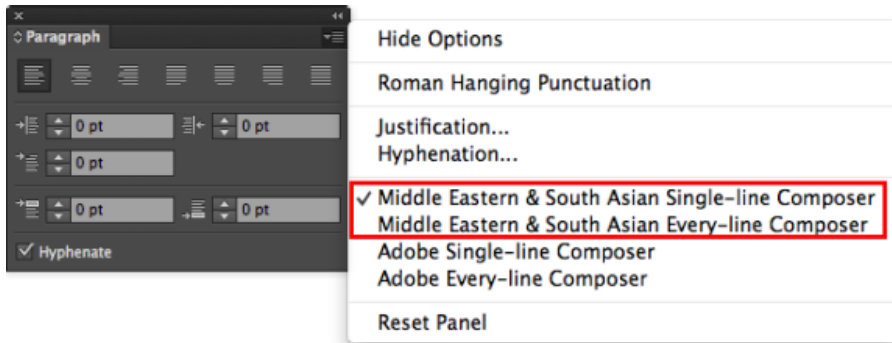 Paragraph
0 pt
0 pt
0 pt
0 pt
0 pt
Hyphenate
Hide Options
Roman Hanging Punctuation
Justification...
Hyphenation...
Middle Eastern & South Asian Single-line Composer
Middle Eastern & South Asian Every-line Composer
Adobe Single-line Composer
Adobe Every-line Composer
Reset Panel